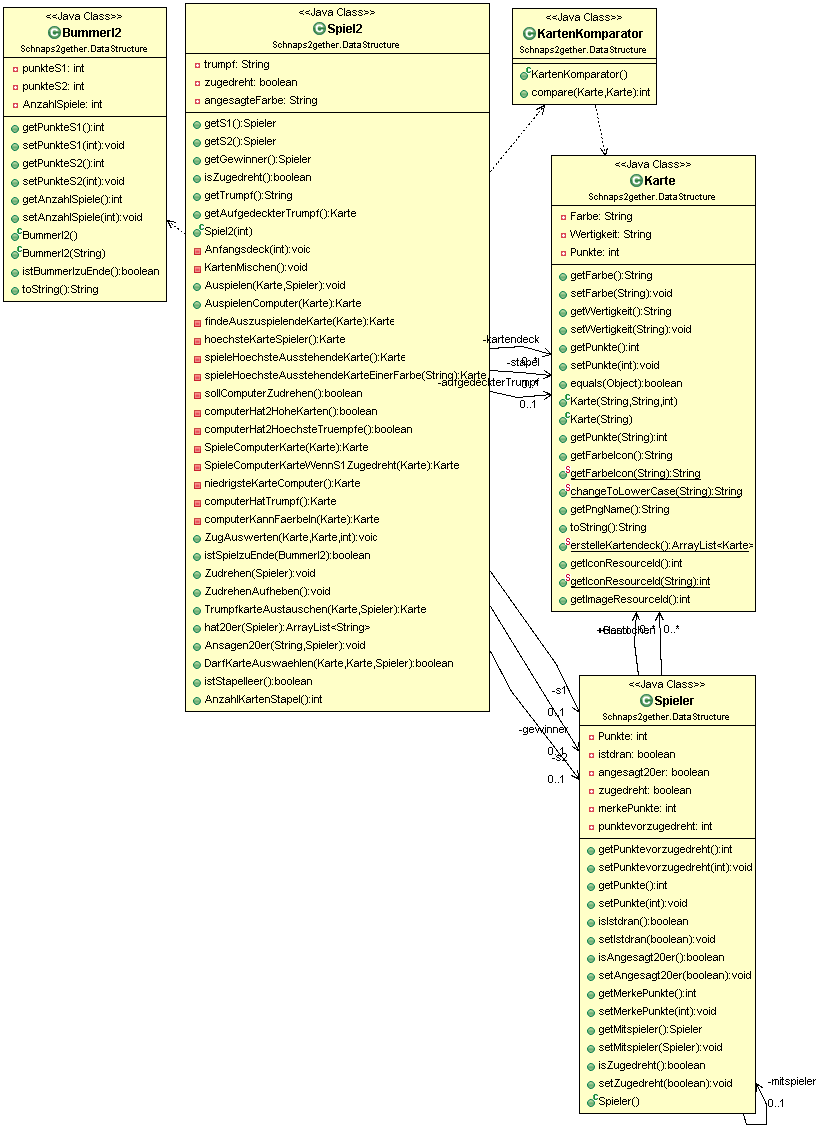 <<Java Class>>
Bummerl2
Schnaps2gether.DataStructure
punkteS1: int
punkteS2: int
AnzahlSpiele: int
getPunkteS1():int
setPunkteS1(int):void
getPunkteS2():int
setPunkteS2(int):void
getAnzahlSpiele():int
setAnzahlSpiele(int):void
Bummerl2()
Bummerl2(String)
istBummerlzuEnde():boolean
toString():String
<<Java Class>>
Spiel2
Schnaps2gether.DataStructure
trumpf: String
zugedreht: boolean
angesagteFarbe: String
getS1():Spieler
getS2():Spieler
getGewinner():Spieler
isZugedreht():boolean
getTrumpf():String
getAufgedeckterTrumpf():Karte
Spiel2(int)
Anfangsdeck(int):void
KartenMischen():void
Auspielen(Karte,Spieler):void
AuspielenComputer(Karte):Karte
findeAuszuspielendeKarte(Karte):Karte
hoechsteKarteSpieler():Karte
spieleHoechsteAusstehendeKarte():Karte
spieleHoechsteAusstehendeKarteEinerFarbe(String):Karte
sollComputerZudrehen():boolean
computerHat2HoheKarten():boolean
computerHat2HoechsteTruempfe():boolean
SpieleComputerKarte(Karte):Karte
SpieleComputerKarteWennS1Zugedreht(Karte):Karte
niedrigsteKarteComputer():Karte
computerHatTrumpf():Karte
computerKannFaerbeln(Karte):Karte
ZugAuswerten(Karte,Karte,int):void
istSpielzuEnde(Bummerl2):boolean
Zudrehen(Spieler):void
ZudrehenAufheben():void
TrumpfkarteAustauschen(Karte,Spieler):Karte
hat20er(Spieler):ArrayList<String>
Ansagen20er(String,Spieler):void
DarfKarteAuswaehlen(Karte,Karte,Spieler):boolean
istStapelleer():boolean
AnzahlKartenStapel():int
<<Java Class>>
KartenKomparator
Schnaps2gether.DataStructure
KartenKomparator()
compare(Karte,Karte):int
<<Java Class>>
Karte
Schnaps2gether.DataStructure
Farbe: String
Wertigkeit: String
Punkte: int
getFarbe():String
setFarbe(String):void
getWertigkeit():String
setWertigkeit(String):void
getPunkte():int
setPunkte(int):void
equals(Object):boolean
Karte(String,String,int)
Karte(String)
getPunkte(String):int
getFarbeIcon():String
getFarbeIcon(String):String
changeToLowerCase(String):String
getPngName():String
toString():String
erstelleKartendeck():ArrayList<Karte>
getIconResourceId():int
getIconResourceId(String):int
getImageResourceId():int
-kartendeck
0..*
-stapel
0..*
-aufgedeckterTrumpf
0..1
0..*
0..*
-s1
0..1
-gewinner
0..1
-s2
0..1
<<Java Class>>
Spieler
Schnaps2gether.DataStructure
Punkte: int
istdran: boolean
angesagt20er: boolean
zugedreht: boolean
merkePunkte: int
punktevorzugedreht: int
getPunktevorzugedreht():int
setPunktevorzugedreht(int):void
getPunkte():int
setPunkte(int):void
isIstdran():boolean
setIstdran(boolean):void
isAngesagt20er():boolean
setAngesagt20er(boolean):void
getMerkePunkte():int
setMerkePunkte(int):void
getMitspieler():Spieler
setMitspieler(Spieler):void
isZugedreht():boolean
setZugedreht(boolean):void
Spieler()
-mitspieler
0..1